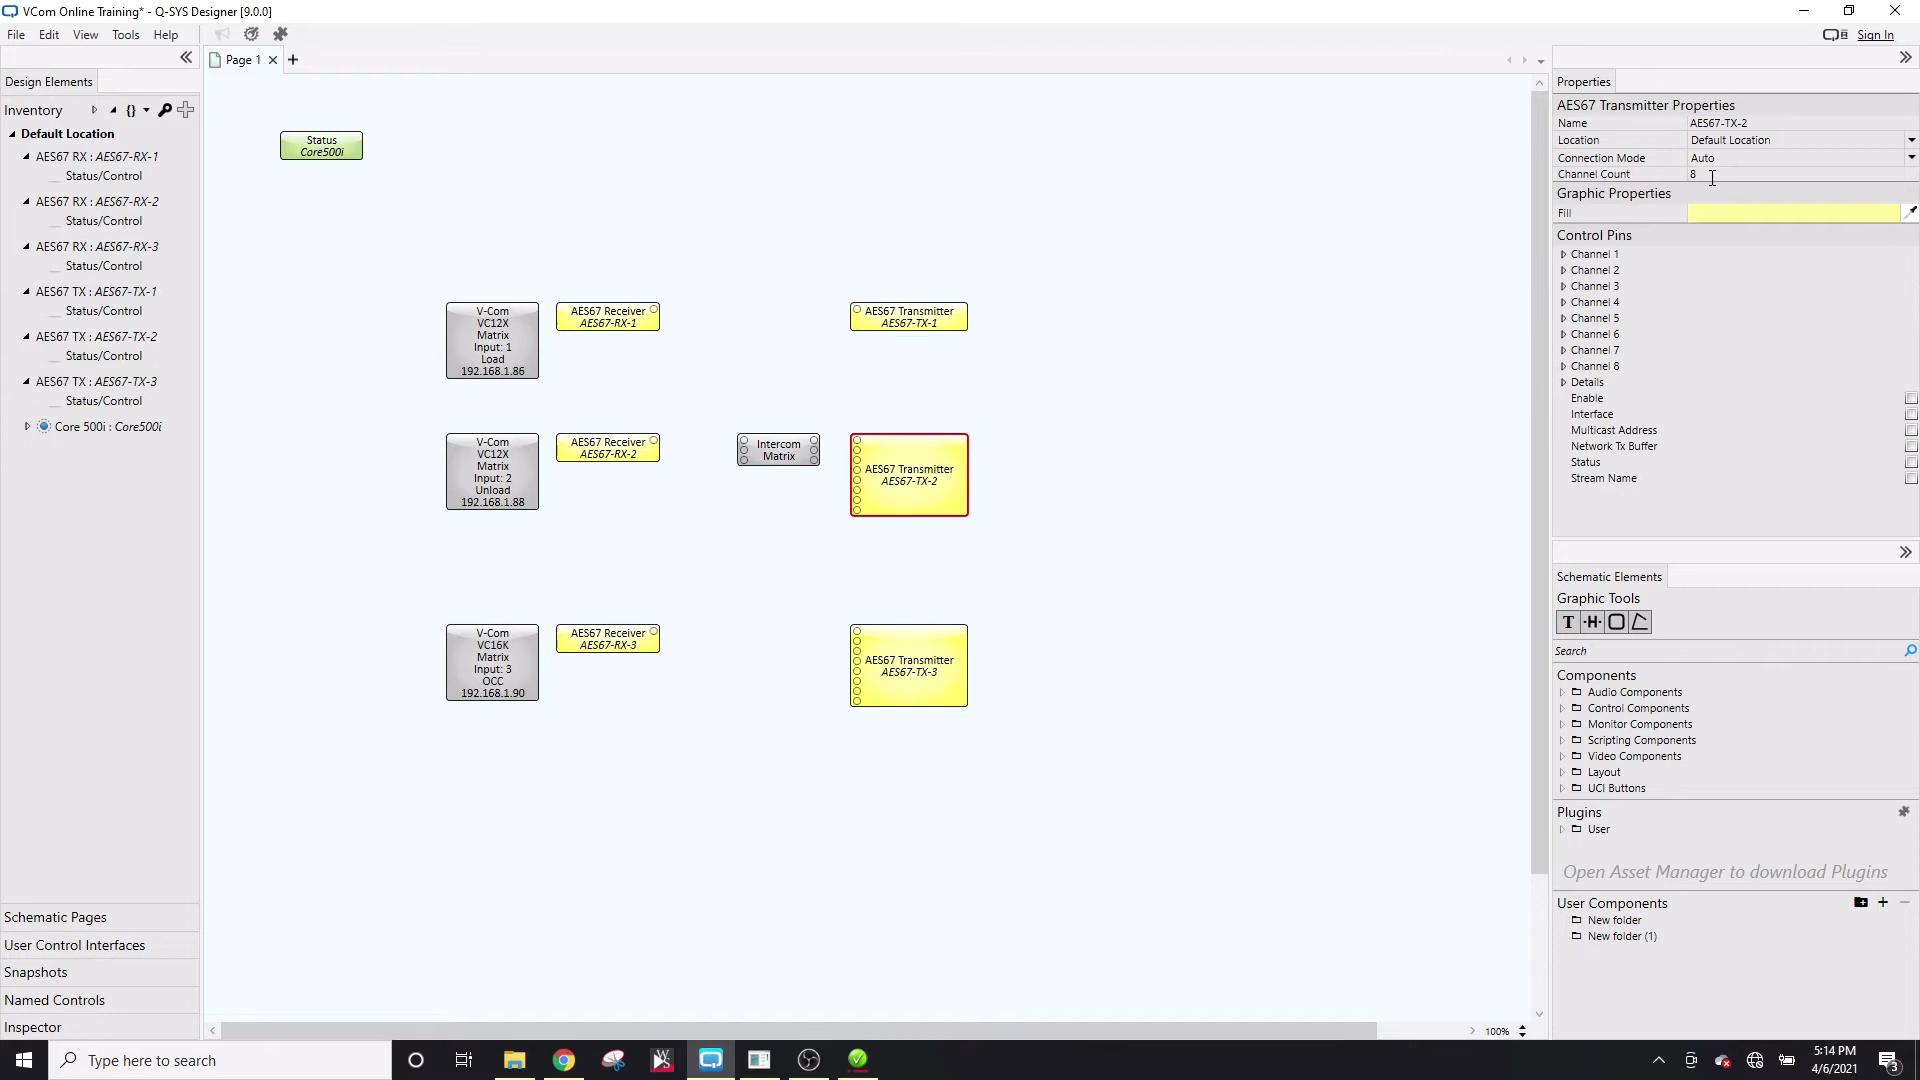 VCom Online Training* - Q-SYS Designer [9.0.0]
File Edit View Tools Help
Sign In
Page 1
Design Elements
Inventory
{}
Default Location
AES67 RX : AES67-RX-1
Status/Control
AES67 RX : AES67-RX-2
Status/Control
AES67 RX : AES67-RX-3
Status/Control
AES67 TX : AES67-TX-1
Status/Control
AES67 TX : AES67-TX-2
Status/Control
AES67 TX : AES67-TX-3
Status/Control
Core 500i : Core500i
Schematic Pages
User Control Interfaces
Snapshots
Named Controls
Inspector
Status
Core500i
V-Com
VC12X
Matrix
Input: 1
Load
192.168.1.86
AES67 Receiver
AES67-RX-1
AES67 Transmitter
AES67-TX-1
V-Com
VC12X
Matrix
Input: 2
Unload
192.168.1.88
AES67 Receiver
AES67-RX-2
Intercom
Matrix
AES67 Transmitter
AES67-TX-2
V-Com
VC16K
Matrix
Input: 3
OCC
192.168.1.90
AES67 Receiver
AES67-RX-3
AES67 Transmitter
AES67-TX-3
100%
Properties
AES67 Transmitter Properties
Name AES67-TX-2
Location Default Location
Connection Mode Auto
Channel Count 8
Graphic Properties
Fill
Control Pins
Channel 1
Channel 2
Channel 3
Channel 4
Channel 5
Channel 6
Channel 7
Channel 8
Details
Enable
Interface
Multicast Address
Network Tx Buffer
Status
Stream Name
Schematic Elements
Graphic Tools
T H
Search
Components
Audio Components
Control Components
Monitor Components
Scripting Components
Video Components
Layout
UCI Buttons
Plugins
User
Open Asset Manager to download Plugins
User Components
New folder
New folder (1)
Type here to search
5:14 PM
4/6/2021
3